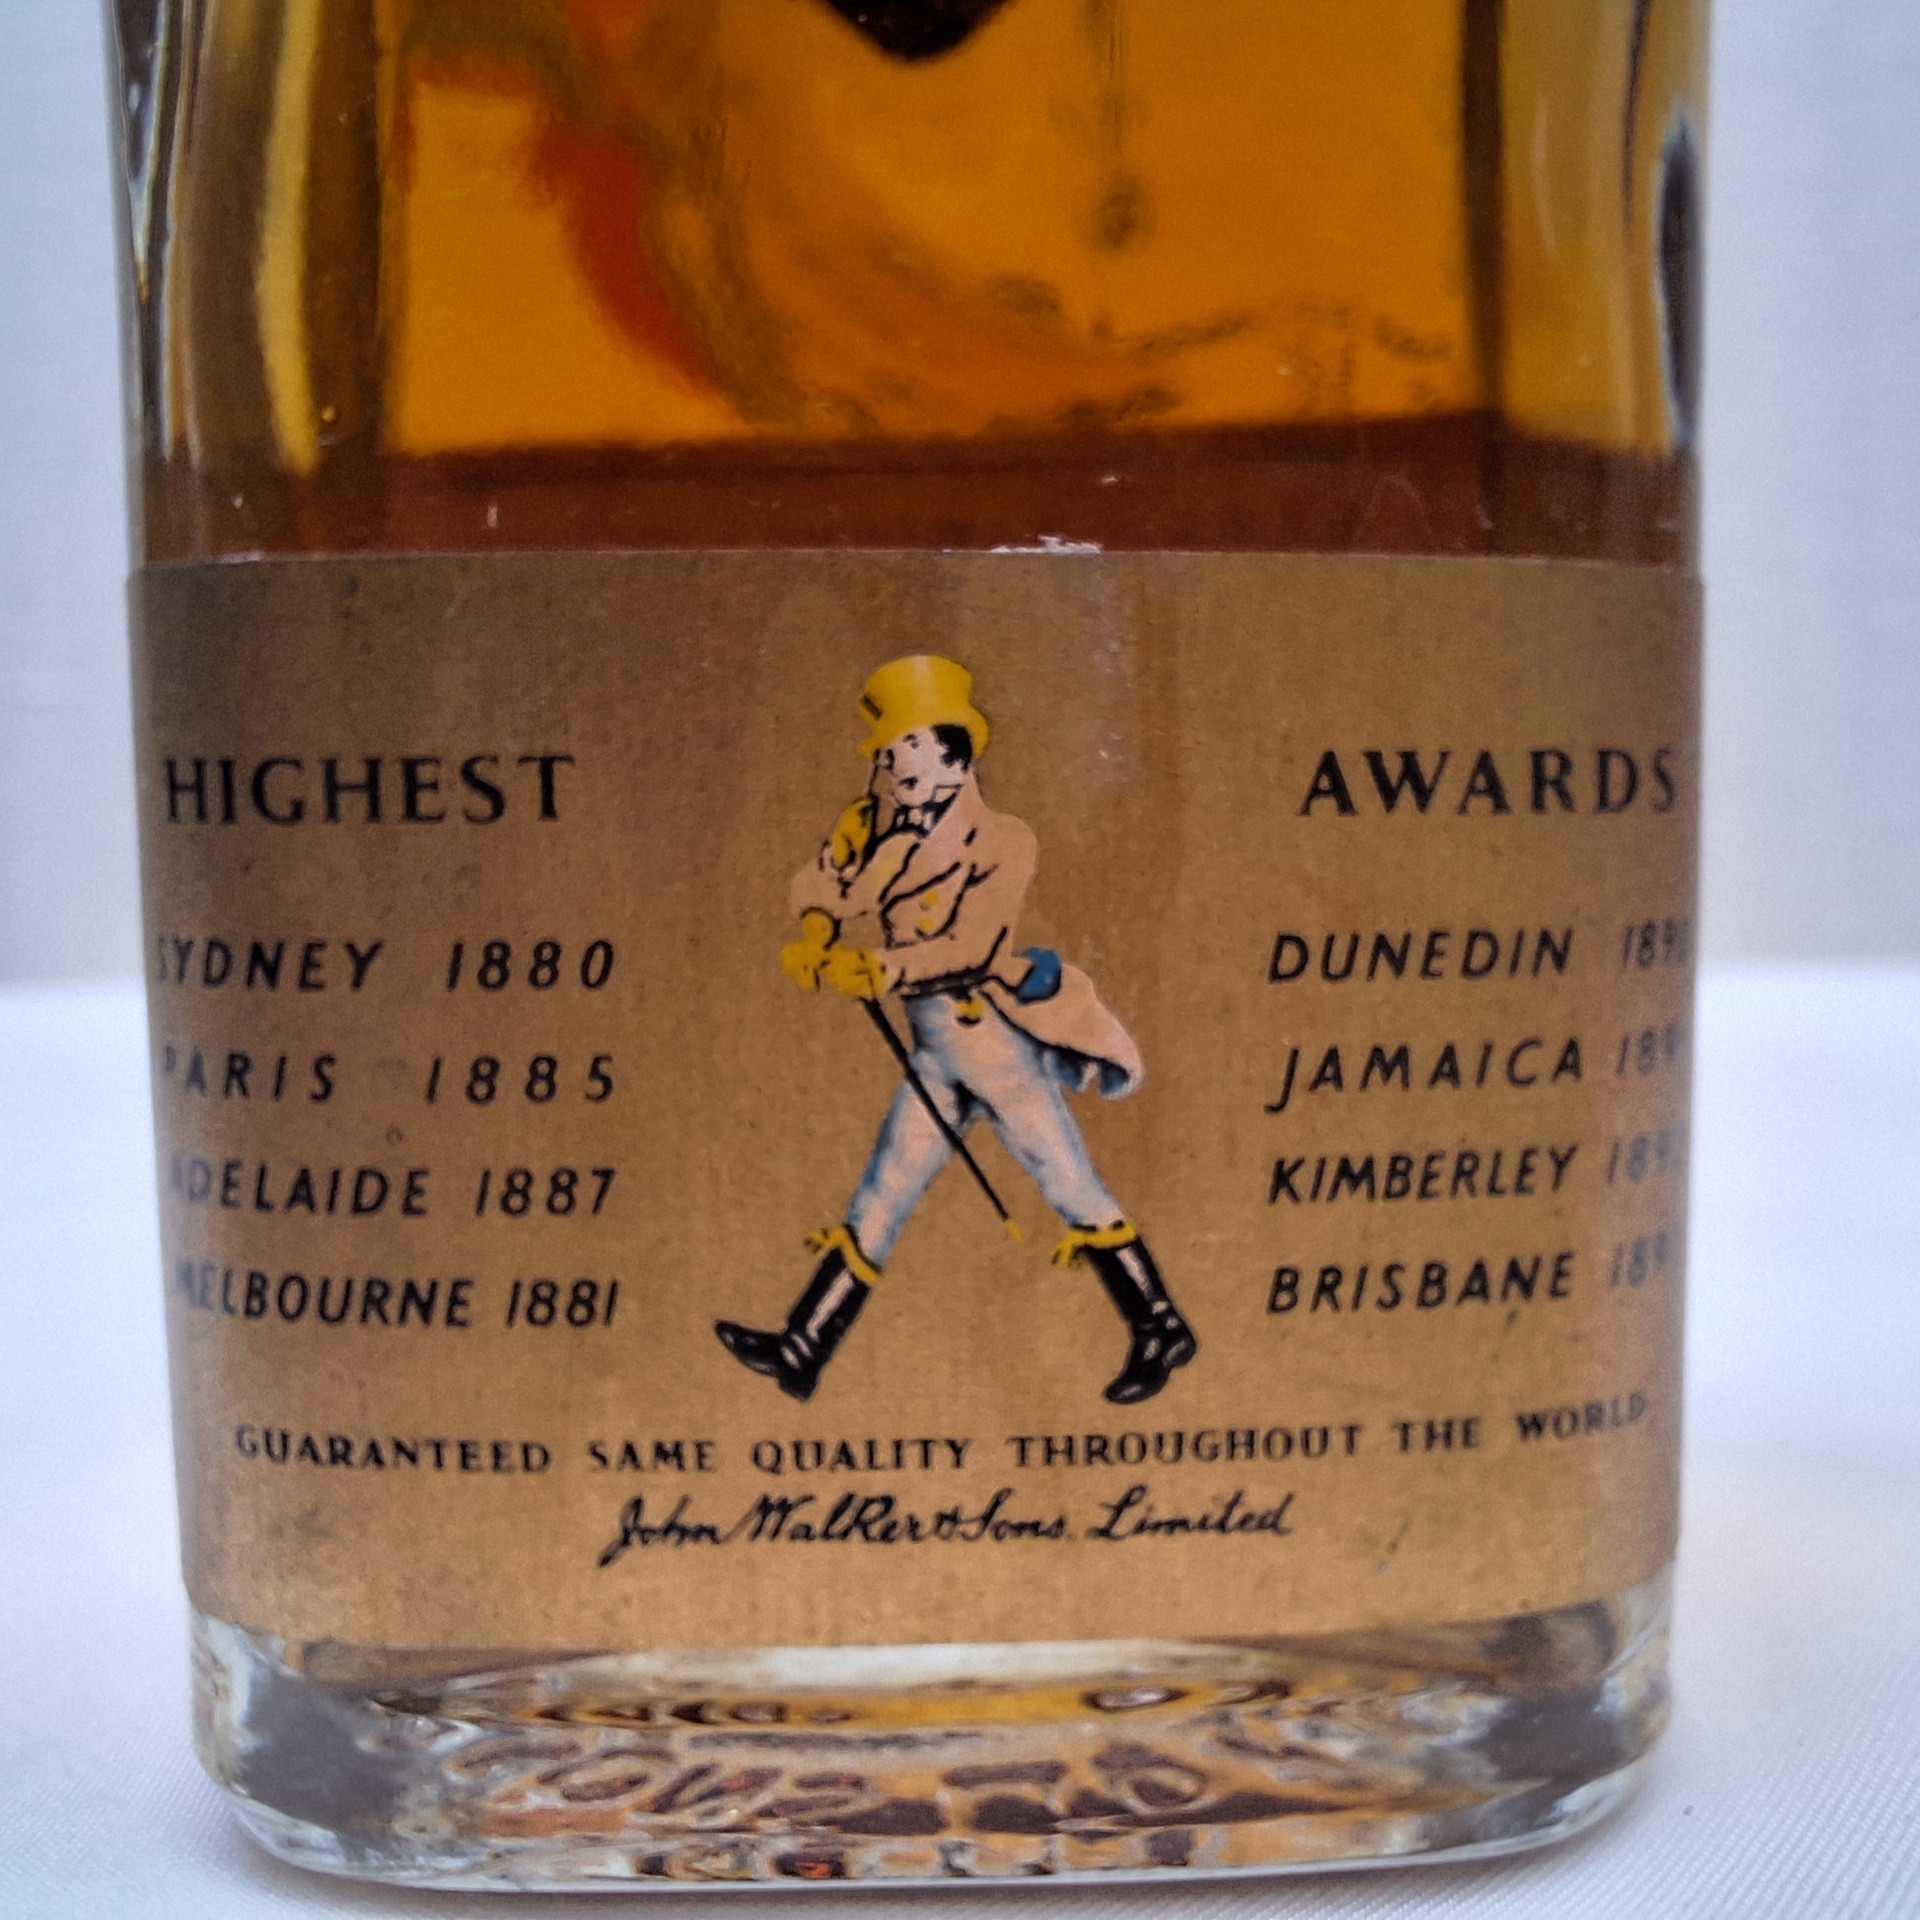 HIGHEST AWARDS
SYDNEY 1880 DUNEDIN
PARIS 1885 JAMAICA
ADELAIDE 1887 KIMBERLEY
MELBOURNE 1881 BRISBANE
GUARANTEED SAME QUALITY THROUGHOUT THE WORLD
John Walker & Sons. Limited